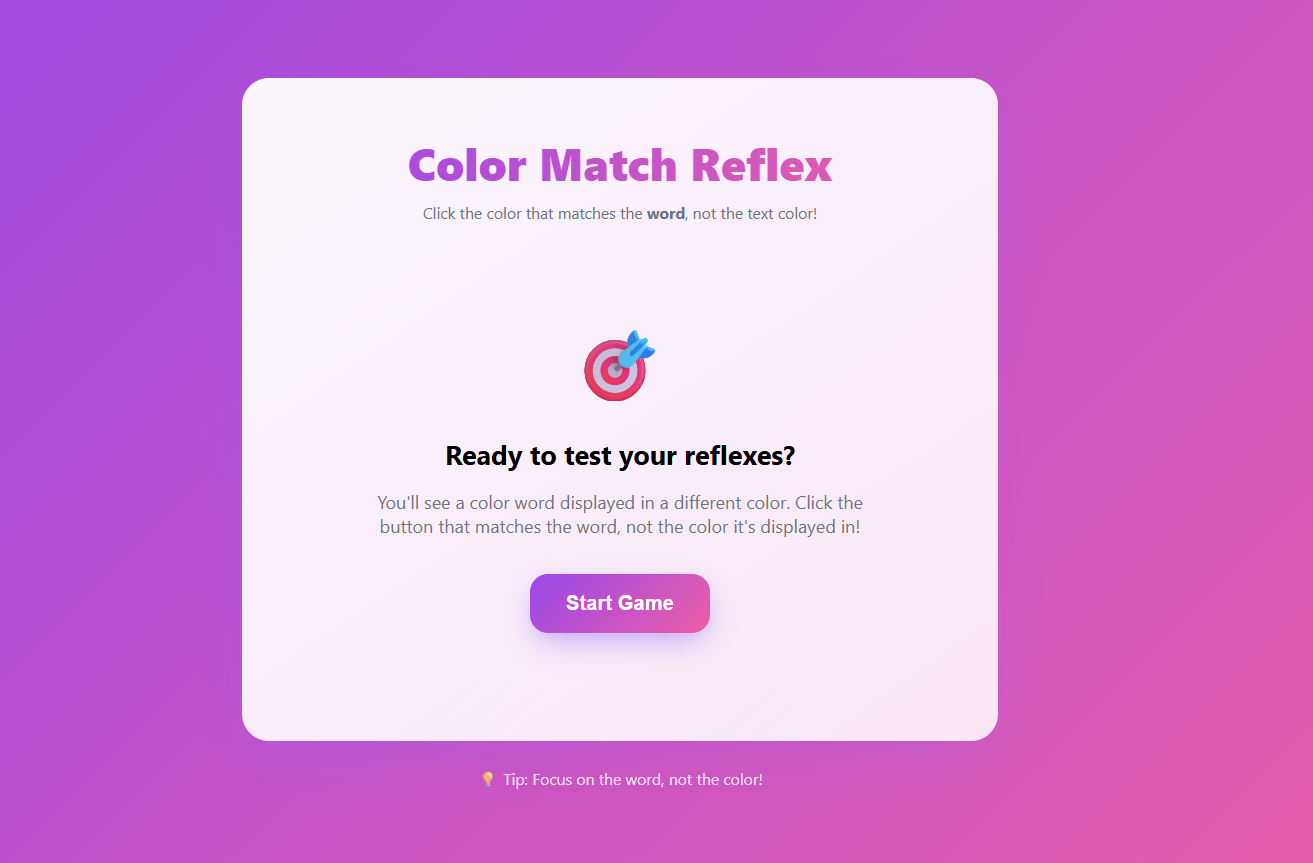 Color Match Reflex
Click the color that matches the word, not the text color!
Ready to test your reflexes?
You'll see a color word displayed in a different color. Click the
button that matches the word, not the color it's displayed in!
Start Game
Tip: Focus on the word, not the color!